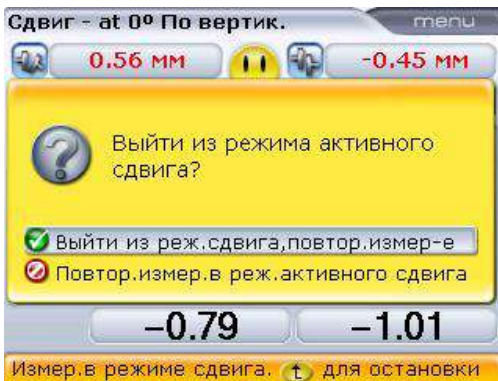 Сдвиг - at 0º По вертик. menu
0.56 мм -0.45 мм
Выйти из режима активного
сдвига?
Выйти из реж.сдвига,повтор.измер-е
Повтор.измер.в реж.активного сдвига
-0.79 -1.01
Измер.в режиме сдвига. для остановки